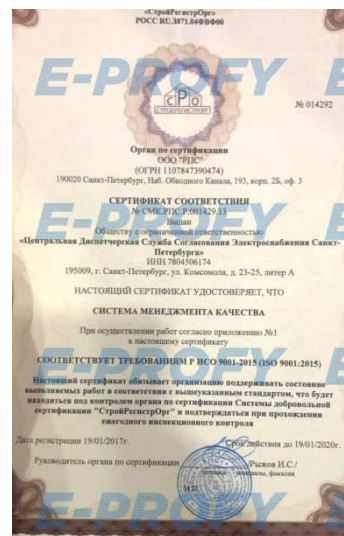 «СтройРегистрОрг»
РОСС RU.3871.04ФВФ00
E-PROFY
СРО
СТРОЙРЕГИСТРОРГ
№ 014292
Орган по сертификации
ООО "РПС"
(ОГРН 1107847390474)
190020 Санкт-Петербург, Наб. Обводного Канала, 193, корп. 2Б, оф. 3
СЕРТИФИКАТ СООТВЕТСТВИЯ
№ СМК.РПС.Р.001429.13
E-PROFY
Выдан
Обществу с ограниченной ответственностью
«Центральная Диспетчерская Служба Согласования Электроснабжения Санкт-
Петербурга»
ИНН 7804506174
195009, г. Санкт-Петербург, ул. Комсомола, д. 23-25, литер А
НАСТОЯЩИЙ СЕРТИФИКАТ УДОСТОВЕРЯЕТ, ЧТО
СИСТЕМА МЕНЕДЖМЕНТА КАЧЕСТВА
При осуществлении работ согласно приложению №1
к настоящему сертификату
E-PROFY
СООТВЕТСТВУЕТ ТРЕБОВАНИЯМ Р ИСО 9001-2015 (ISO 9001:2015)
Настоящий сертификат обязывает организацию поддерживать состояние
выполняемых работ в соответствии с вышеуказанным стандартом, что будет
находиться под контролем органа по сертификации Системы добровольной
сертификации "СтройРегистрОрг" и подтверждаться при прохождении
ежегодного инспекционного контроля
Дата регистрации 19/01/2017г. Срок действия до 19/01/2020г.
Руководитель органа по сертификации /Рыжов И.С./
подпись инициалы, фамилия
М.П.
E-PROFY